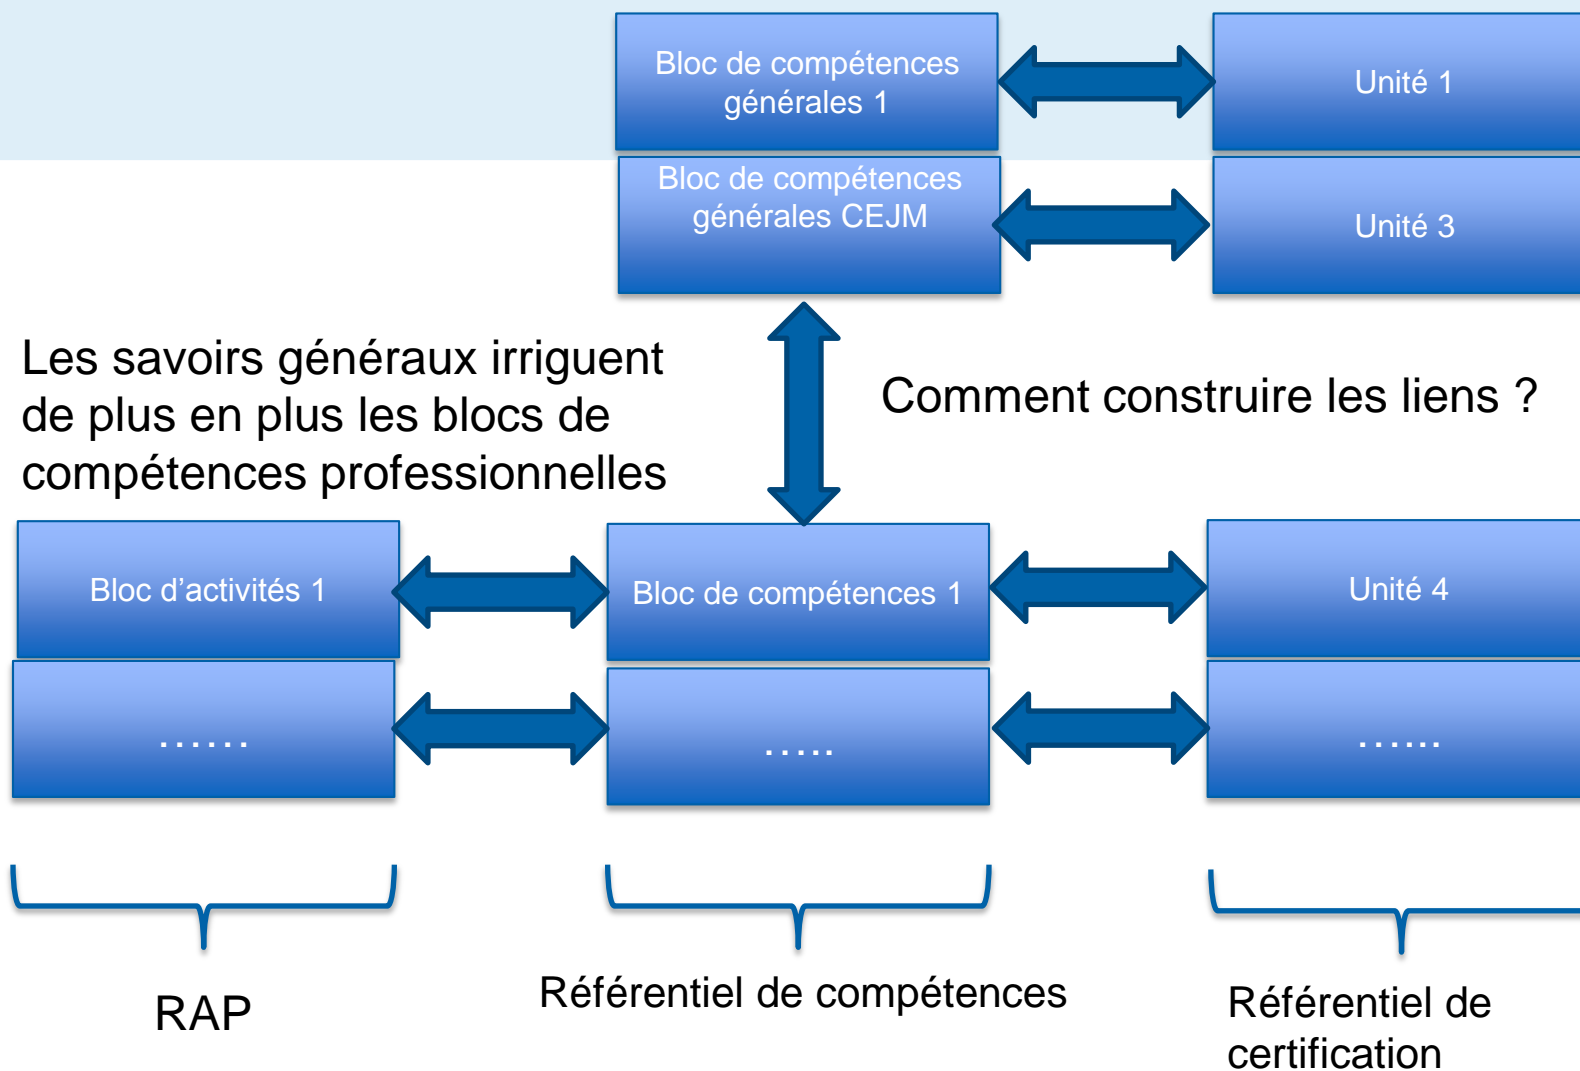 Bloc de compétences
générales 1
Unité 1
Bloc de compétences
générales CEJM
Unité 3
Les savoirs généraux irriguent
de plus en plus les blocs de
compétences professionnelles
Comment construire les liens ?
Bloc d’activités 1
Bloc de compétences 1
Unité 4
......
.....
......
RAP
Référentiel de compétences
Référentiel de
certification